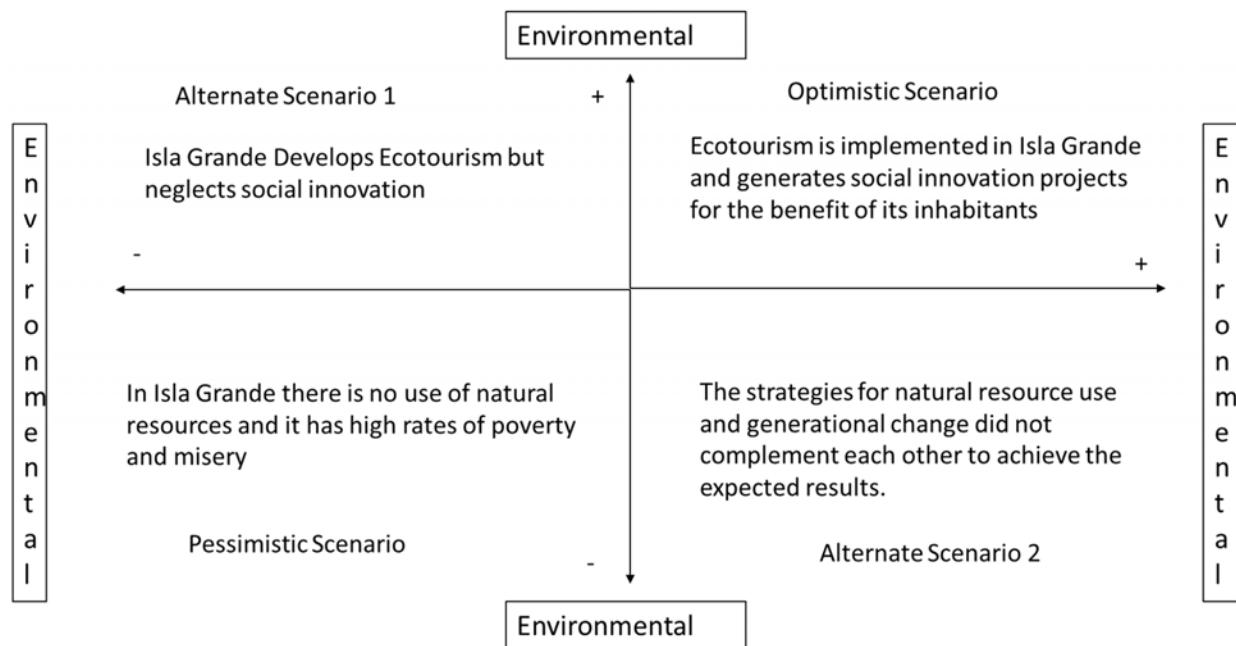 Environmental
Alternate Scenario 1
+
Optimistic Scenario
Environmental
Isla Grande Develops Ecotourism but
neglects social innovation
Ecotourism is implemented in Isla Grande
and generates social innovation projects
for the benefit of its inhabitants
Environmental
-
+
In Isla Grande there is no use of natural
resources and it has high rates of poverty
and misery
The strategies for natural resource use
and generational change did not
complement each other to achieve the
expected results.
Pessimistic Scenario
-
Alternate Scenario 2
Environmental